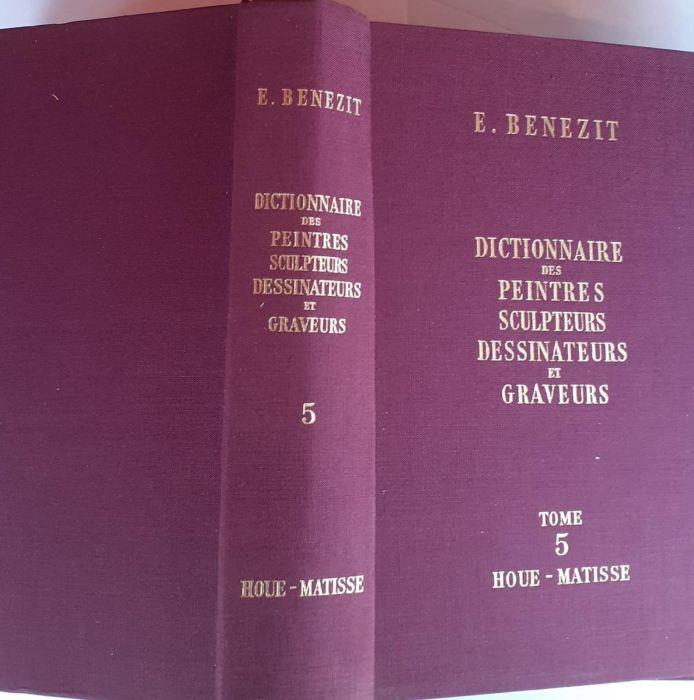 E. BENEZIT
DICTIONNAIRE
DES
PEINTRES
SCULPTEURS
DESSINATEURS
ET
GRAVEURS
5
HOUE - MATISSE
E. BENEZIT
DICTIONNAIRE
DES
PEINTRES
SCULPTEURS
DESSINATEURS
ET
GRAVEURS
TOME
5
HOUE - MATISSE